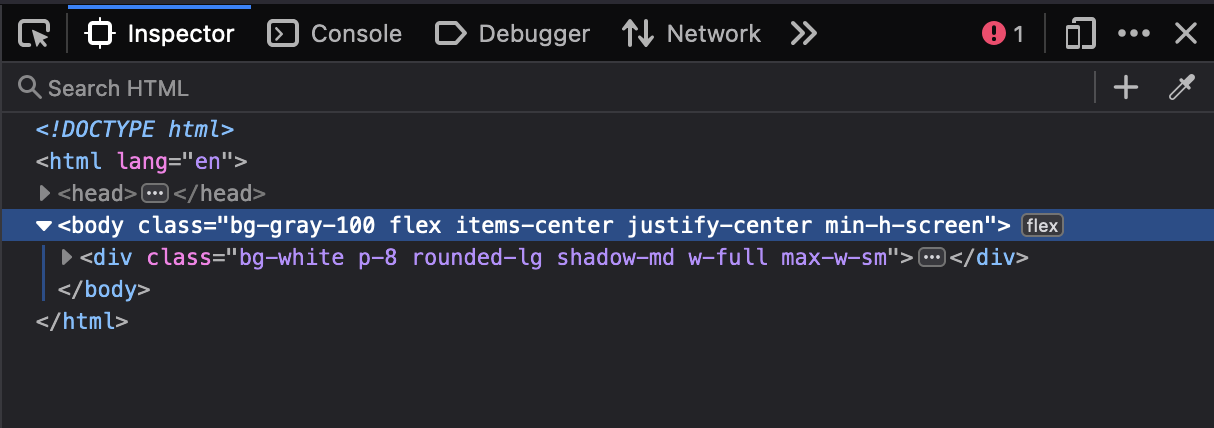 Inspector Console Debugger Network 1
Search HTML
<!DOCTYPE html>
<html lang="en">
<head> ··· </head>
<body class="bg-gray-100 flex items-center justify-center min-h-screen"> flex
<div class="bg-white p-8 rounded-lg shadow-md w-full max-w-sm"> ··· </div>
</body>
</html>